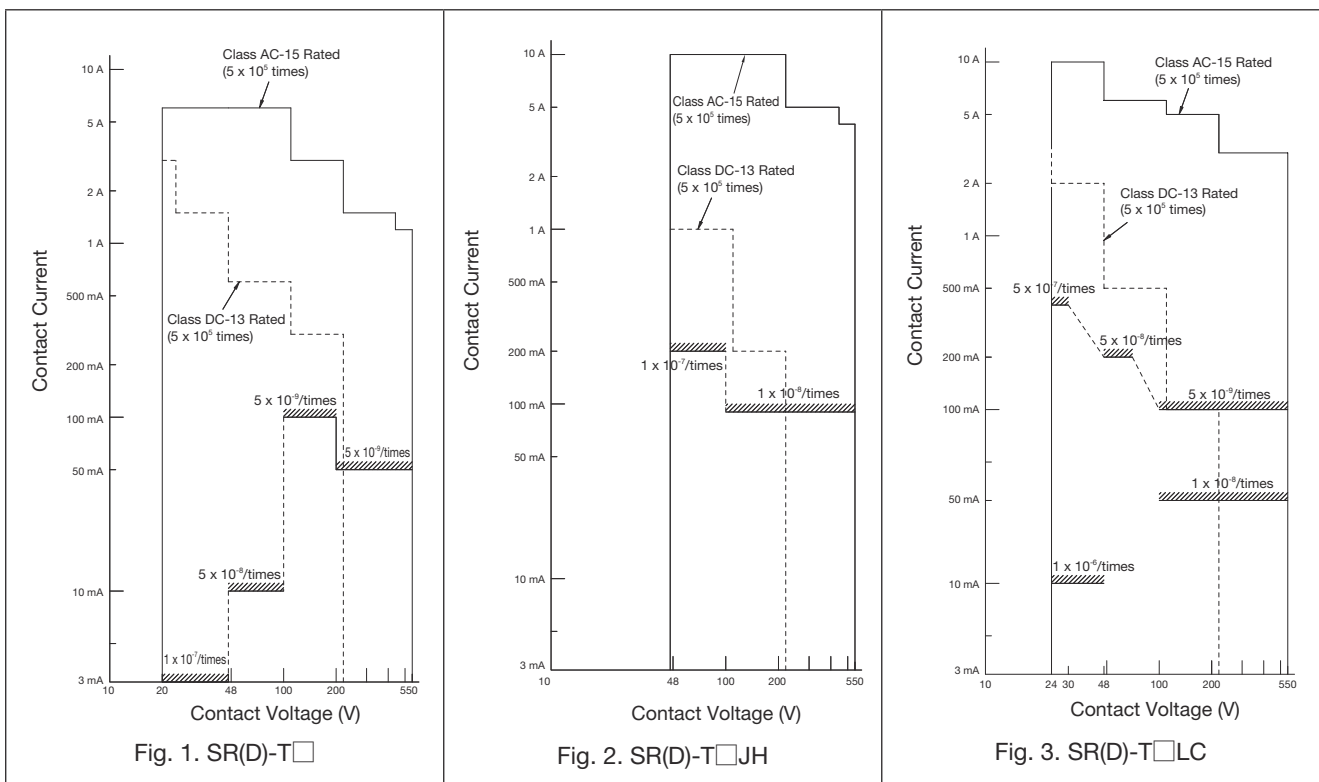 Class AC-15 Rated
(5 x 10⁵ times)
10 A
5 A
2 A
1 A
500 mA
Contact Current
Class DC-13 Rated
(5 x 10⁵ times)
5 x 10⁻⁹/times
100 mA
5 x 10⁻⁹/times
50 mA
5 x 10⁻⁸/times
10 mA
1 x 10⁻⁷/times
3 mA
10 20 48 100 200 550
Contact Voltage (V)
Fig. 1. SR(D)-T□
10 A
Class AC-15 Rated
(5 x 10⁵ times)
5 A
Class DC-13 Rated
(5 x 10⁵ times)
2 A
1 A
Contact Current
500 mA
200 mA
1 x 10⁻⁷/times
1 x 10⁻⁸/times
100 mA
50 mA
10 mA
3 mA
10 48 100 200 550
Contact Voltage (V)
Fig. 2. SR(D)-T□JH
Class AC-15 Rated
(5 x 10⁵ times)
10 A
5 A
2 A
Class DC-13 Rated
(5 x 10⁵ times)
1 A
Contact Current
5 x 10⁻⁷/times
500 mA
5 x 10⁻⁸/times
200 mA
5 x 10⁻⁹/times
100 mA
1 x 10⁻⁸/times
50 mA
1 x 10⁻⁶/times
10 mA
3 mA
10 24 30 48 100 200 550
Contact Voltage (V)
Fig. 3. SR(D)-T□LC